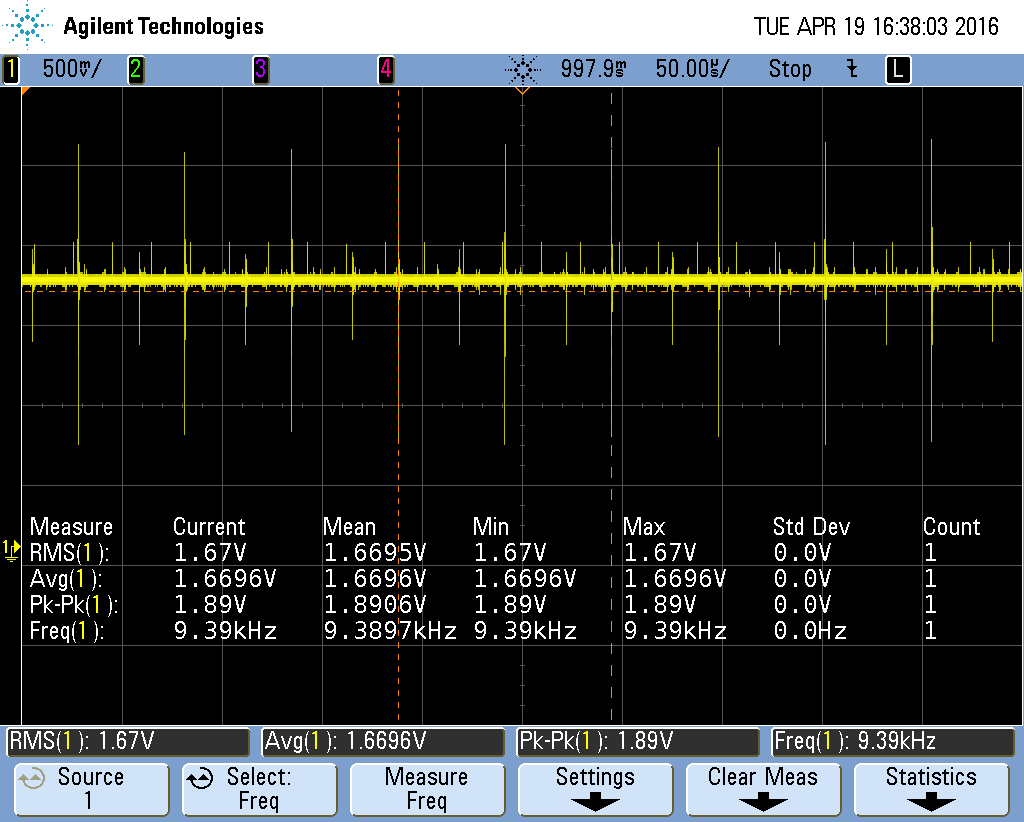 Agilent Technologies TUE APR 19 16:38:03 2016
1 500mV/ 2 3 4 997.9ms 50.00us/ Stop L
Measure Current Mean Min Max Std Dev Count
RMS(1): 1.67V 1.6695V 1.67V 1.67V 0.0V 1
Avg(1): 1.6696V 1.6696V 1.6696V 1.6696V 0.0V 1
Pk-Pk(1): 1.89V 1.8906V 1.89V 1.89V 0.0V 1
Freq(1): 9.39kHz 9.3897kHz 9.39kHz 9.39kHz 0.0Hz 1
1
RMS(1): 1.67V Avg(1): 1.6696V Pk-Pk(1): 1.89V Freq(1): 9.39kHz
Source Select: Measure Settings Clear Meas Statistics
1 Freq Freq